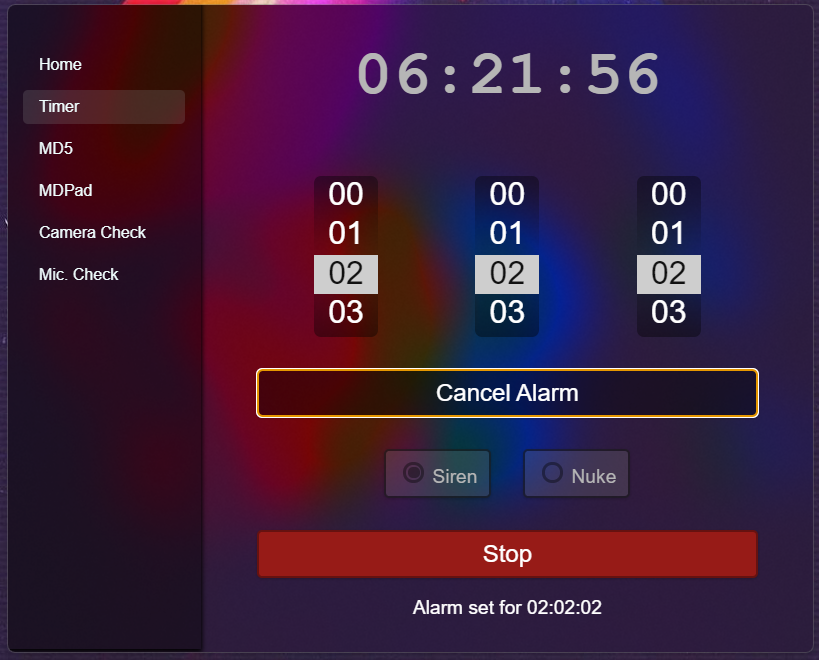 Home
Timer
MD5
MDPad
Camera Check
Mic. Check
06:21:56
00 00 00
01 01 01
02 02 02
03 03 03
Cancel Alarm
Siren Nuke
Stop
Alarm set for 02:02:02